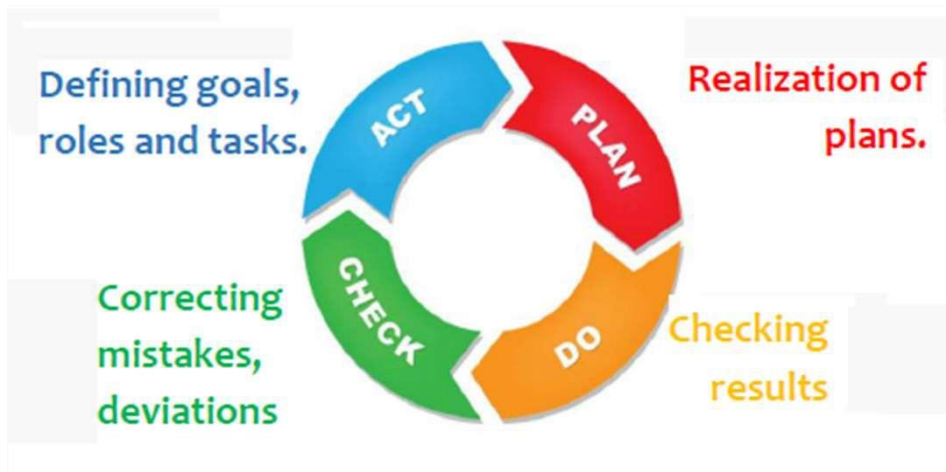 Defining goals,
roles and tasks.
ACT
PLAN
Realization of
plans.
Correcting
mistakes,
deviations
CHECK
DO
Checking
results